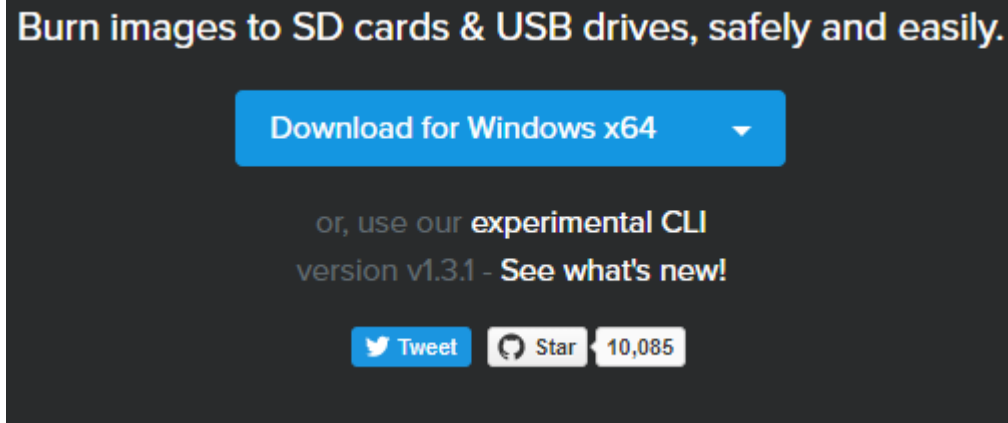 Burn images to SD cards & USB drives, safely and easily.
Download for Windows x64
or, use our experimental CLI
version v1.3.1 - See what's new!
Tweet Star 10,085